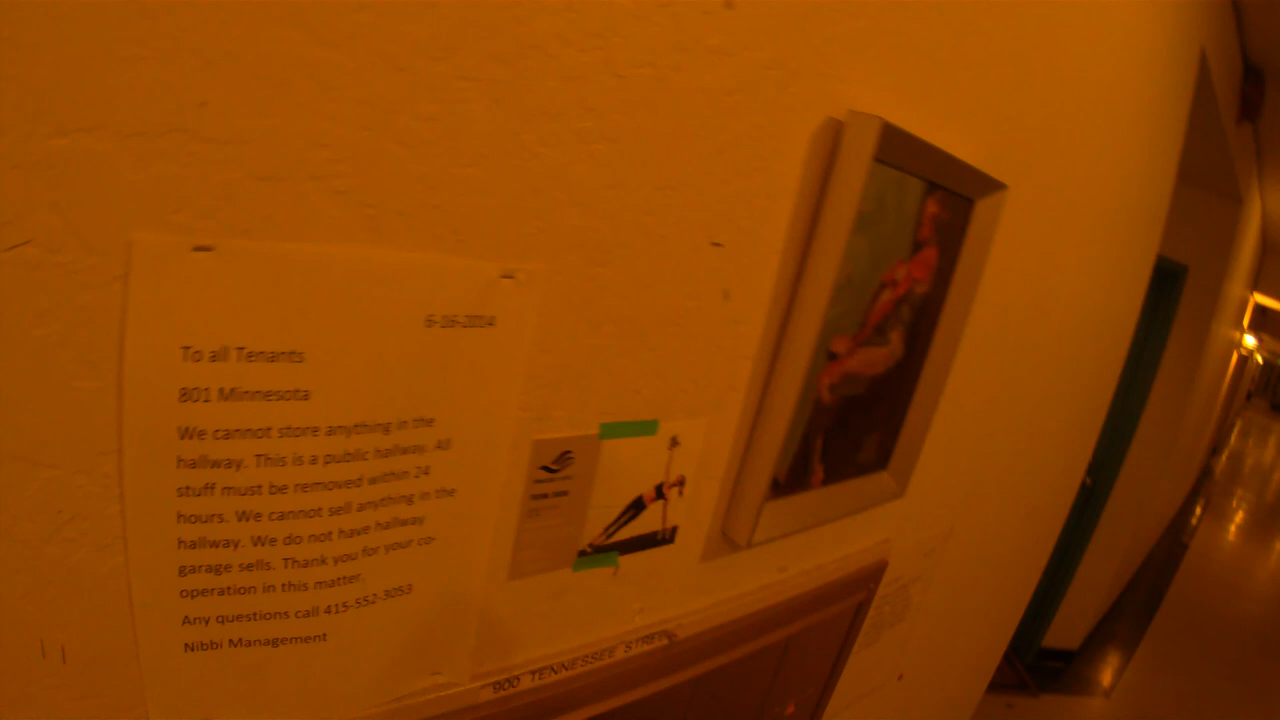 6-16-2014
To all Tenants
801 Minnesota
We cannot store anything in the
hallway. This is a public hallway. All
stuff must be removed within 24
hours. We cannot sell anything in the
hallway. We do not have hallway
garage sells. Thank you for your co-
operation in this matter.
Any questions call 415-552-3053
Nibbi Management
900 TENNESSEE STREET